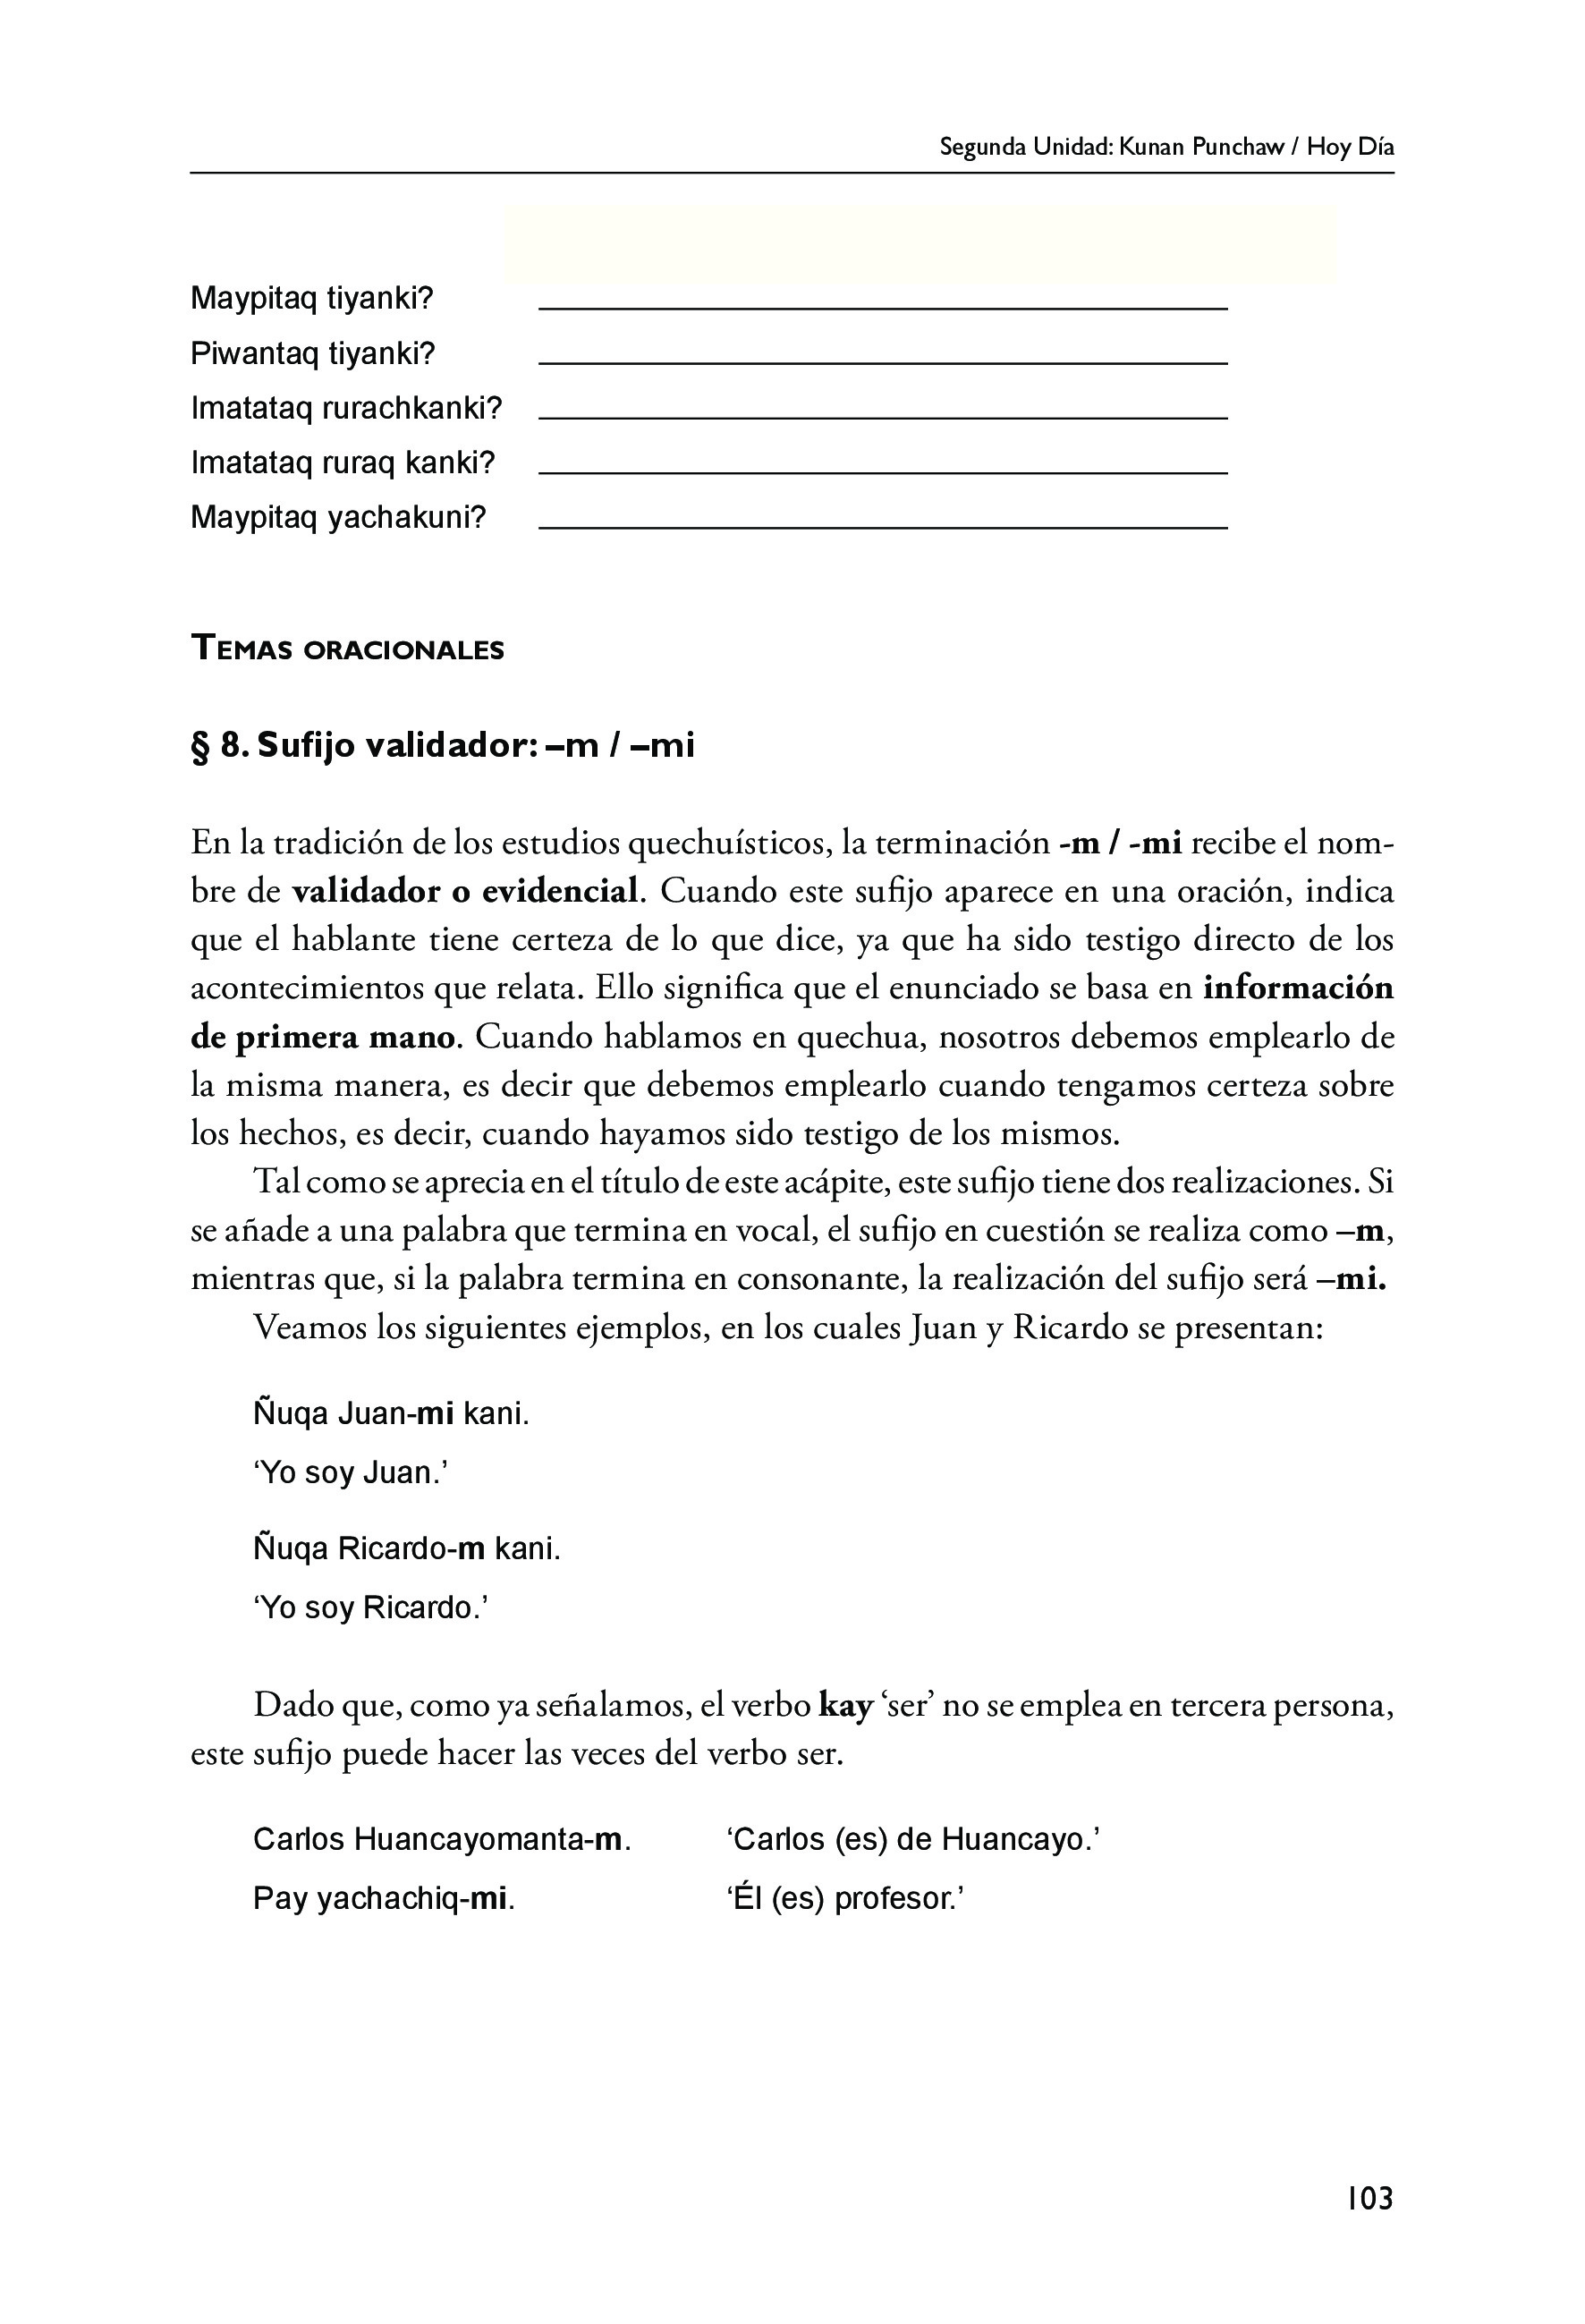 Segunda Unidad: Kunan Punchaw / Hoy Día
Maypitaq tiyanki?
Piwantaq tiyanki?
Imatataq rurachkanki?
Imatataq ruraq kanki?
Maypitaq yachakuni?
Temas oracionales
§ 8. Sufijo validador: –m / –mi
En la tradición de los estudios quechuísticos, la terminación -m / -mi recibe el nom-
bre de validador o evidencial. Cuando este sufijo aparece en una oración, indica
que el hablante tiene certeza de lo que dice, ya que ha sido testigo directo de los
acontecimientos que relata. Ello significa que el enunciado se basa en información
de primera mano. Cuando hablamos en quechua, nosotros debemos emplearlo de
la misma manera, es decir que debemos emplearlo cuando tengamos certeza sobre
los hechos, es decir, cuando hayamos sido testigo de los mismos.
Tal como se aprecia en el título de este acápite, este sufijo tiene dos realizaciones. Si
se añade a una palabra que termina en vocal, el sufijo en cuestión se realiza como –m,
mientras que, si la palabra termina en consonante, la realización del sufijo será –mi.
Veamos los siguientes ejemplos, en los cuales Juan y Ricardo se presentan:
Ñuqa Juan-mi kani.
‘Yo soy Juan.’
Ñuqa Ricardo-m kani.
‘Yo soy Ricardo.’
Dado que, como ya señalamos, el verbo kay ‘ser’ no se emplea en tercera persona,
este sufijo puede hacer las veces del verbo ser.
Carlos Huancayomanta-m. ‘Carlos (es) de Huancayo.’
Pay yachachiq-mi. ‘Él (es) profesor.’
103